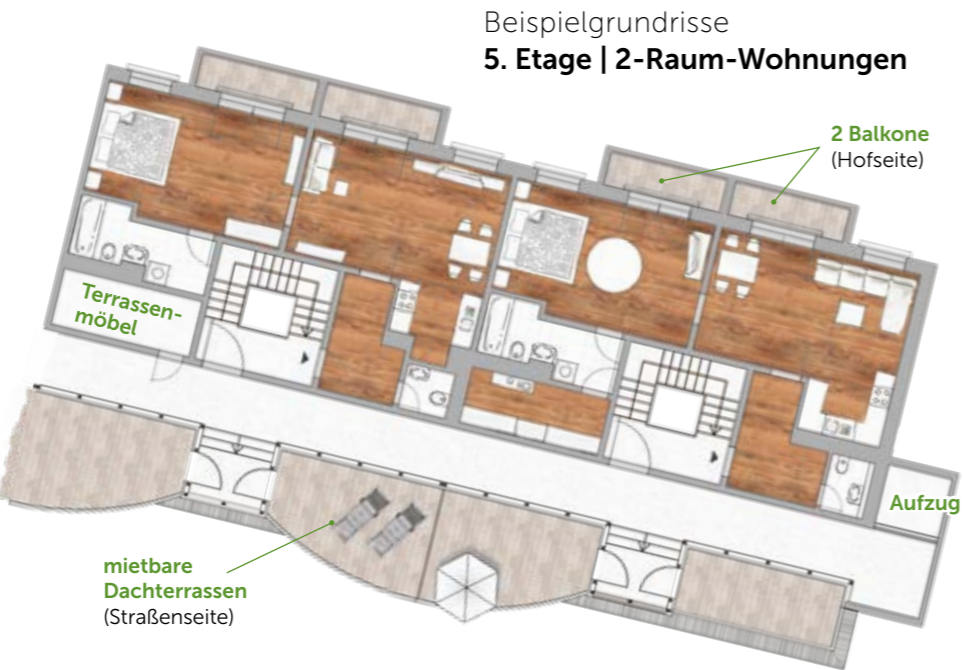 Beispielgrundrisse
5. Etage | 2-Raum-Wohnungen
2 Balkone
(Hofseite)
Terrassen-
möbel
Aufzug
mietbare
Dachterrassen
(Straßenseite)